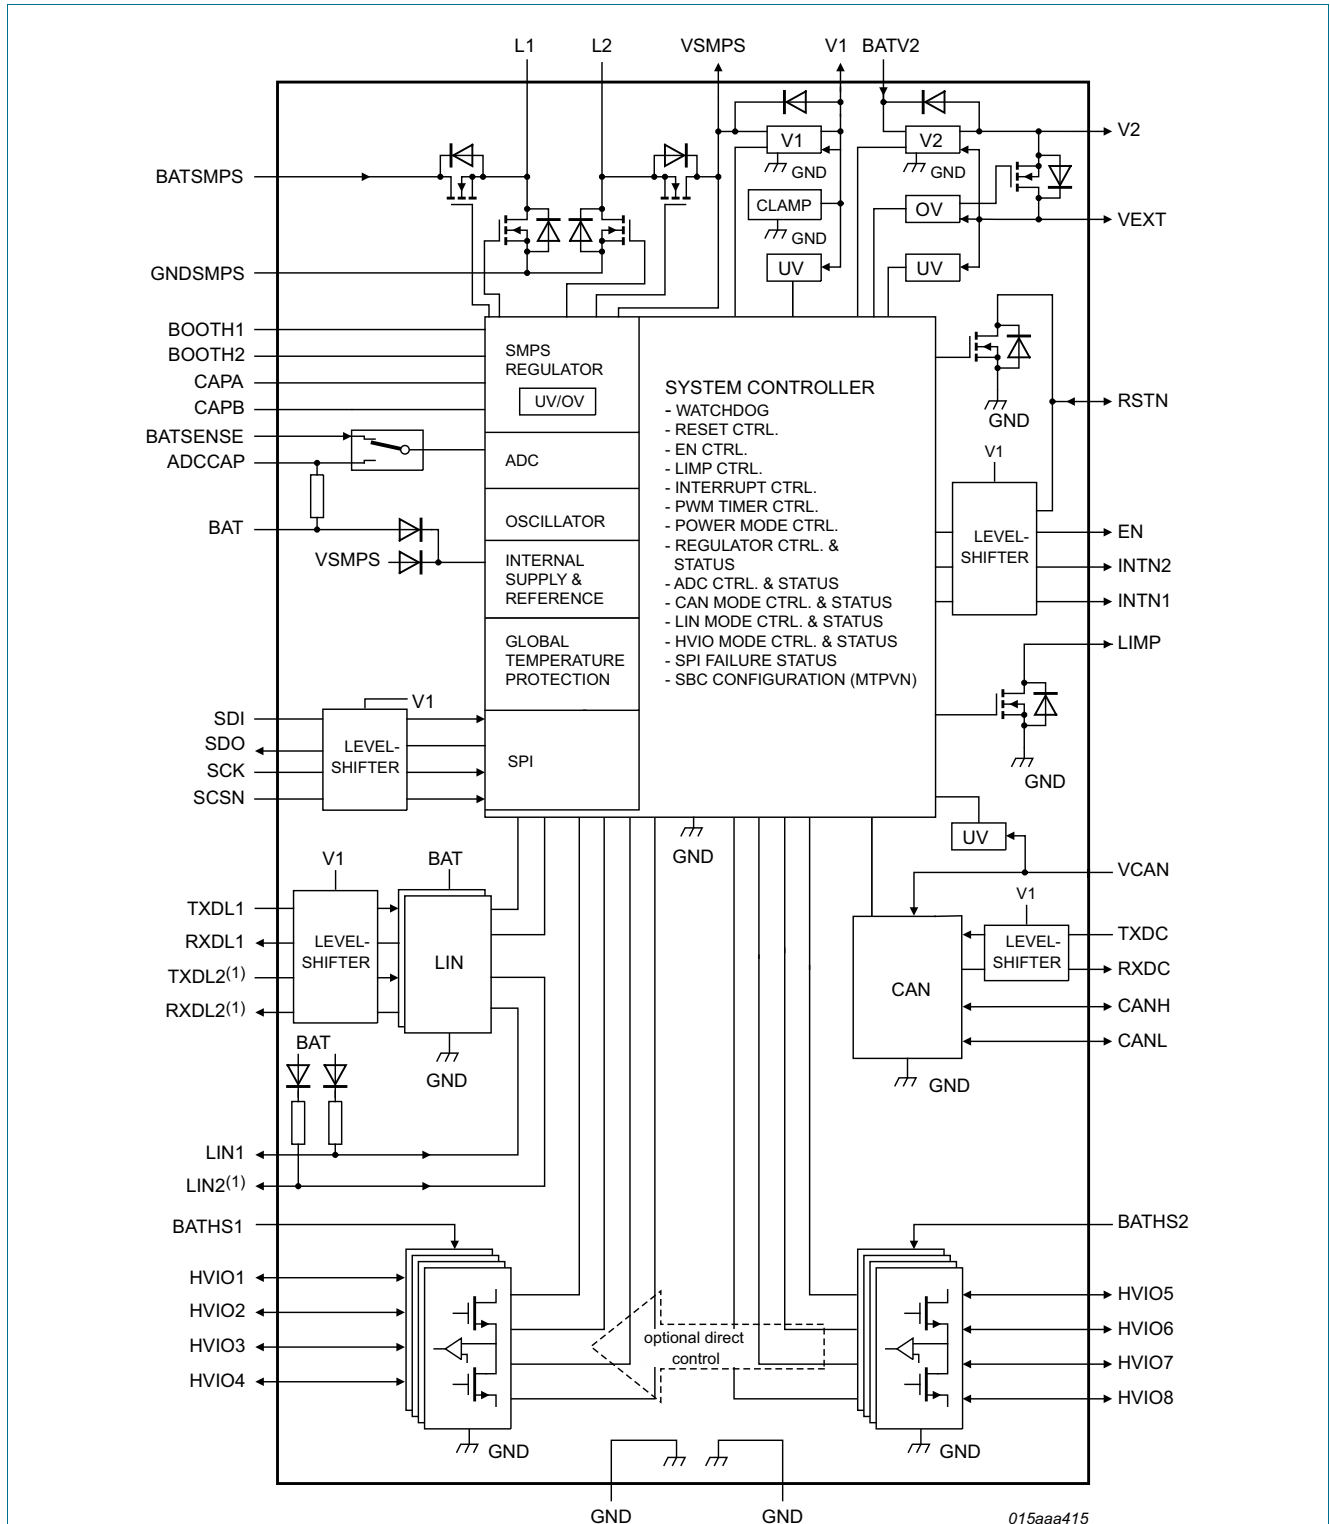 L1 L2 VSMPS V1 BATV2
V1 V2 V2
BATSMPS GND GND
CLAMP OV VEXT
GND
GNDSMPS UV UV
BOOTH1
BOOTH2
CAPA
CAPB
SMPS
REGULATOR
UV/OV
BATSENSE
ADCCAP
ADC
BAT
OSCILLATOR
VSMPS
INTERNAL
SUPPLY &
REFERENCE
GLOBAL
TEMPERATURE
PROTECTION
SYSTEM CONTROLLER
- WATCHDOG
- RESET CTRL.
- EN CTRL.
- LIMP CTRL.
- INTERRUPT CTRL.
- PWM TIMER CTRL.
- POWER MODE CTRL.
- REGULATOR CTRL. &
STATUS
- ADC CTRL. & STATUS
- CAN MODE CTRL. & STATUS
- LIN MODE CTRL. & STATUS
- HVIO MODE CTRL. & STATUS
- SPI FAILURE STATUS
- SBC CONFIGURATION (MTPVN)
GND
RSTN
V1
LEVEL-
SHIFTER
EN
INTN2
INTN1
LIMP
GND
V1
SDI
SDO
SCK
SCSN
LEVEL-
SHIFTER
SPI
GND
UV
VCAN
V1 BAT
TXDL1
RXDL1
TXDL2(1)
RXDL2(1)
LEVEL-
SHIFTER
LIN
GND
V1
TXDC
RXDC
LEVEL-
SHIFTER
CAN
CANH
CANL
GND
BAT
LIN1
LIN2(1)
BATHS1 BATHS2
HVIO1
HVIO2
HVIO3
HVIO4
GND
optional direct
control
HVIO5
HVIO6
HVIO7
HVIO8
GND
GND GND
015aaa415